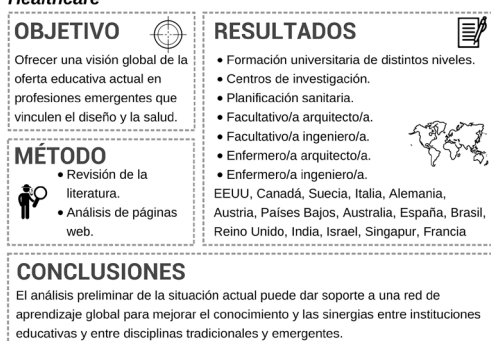 Healthcare
OBJETIVO
Ofrecer una visión global de la
oferta educativa actual en
profesiones emergentes que
vinculen el diseño y la salud.
MÉTODO
• Revisión de la
literatura.
• Análisis de páginas
web.
RESULTADOS
• Formación universitaria de distintos niveles.
• Centros de investigación.
• Planificación sanitaria.
• Facultativo/a arquitecto/a.
• Facultativo/a ingeniero/a.
• Enfermero/a arquitecto/a.
• Enfermero/a ingeniero/a.
EEUU, Canadá, Suecia, Italia, Alemania,
Austria, Países Bajos, Australia, España, Brasil,
Reino Unido, India, Israel, Singapur, Francia
CONCLUSIONES
El análisis preliminar de la situación actual puede dar soporte a una red de
aprendizaje global para mejorar el conocimiento y las sinergias entre instituciones
educativas y entre disciplinas tradicionales y emergentes.